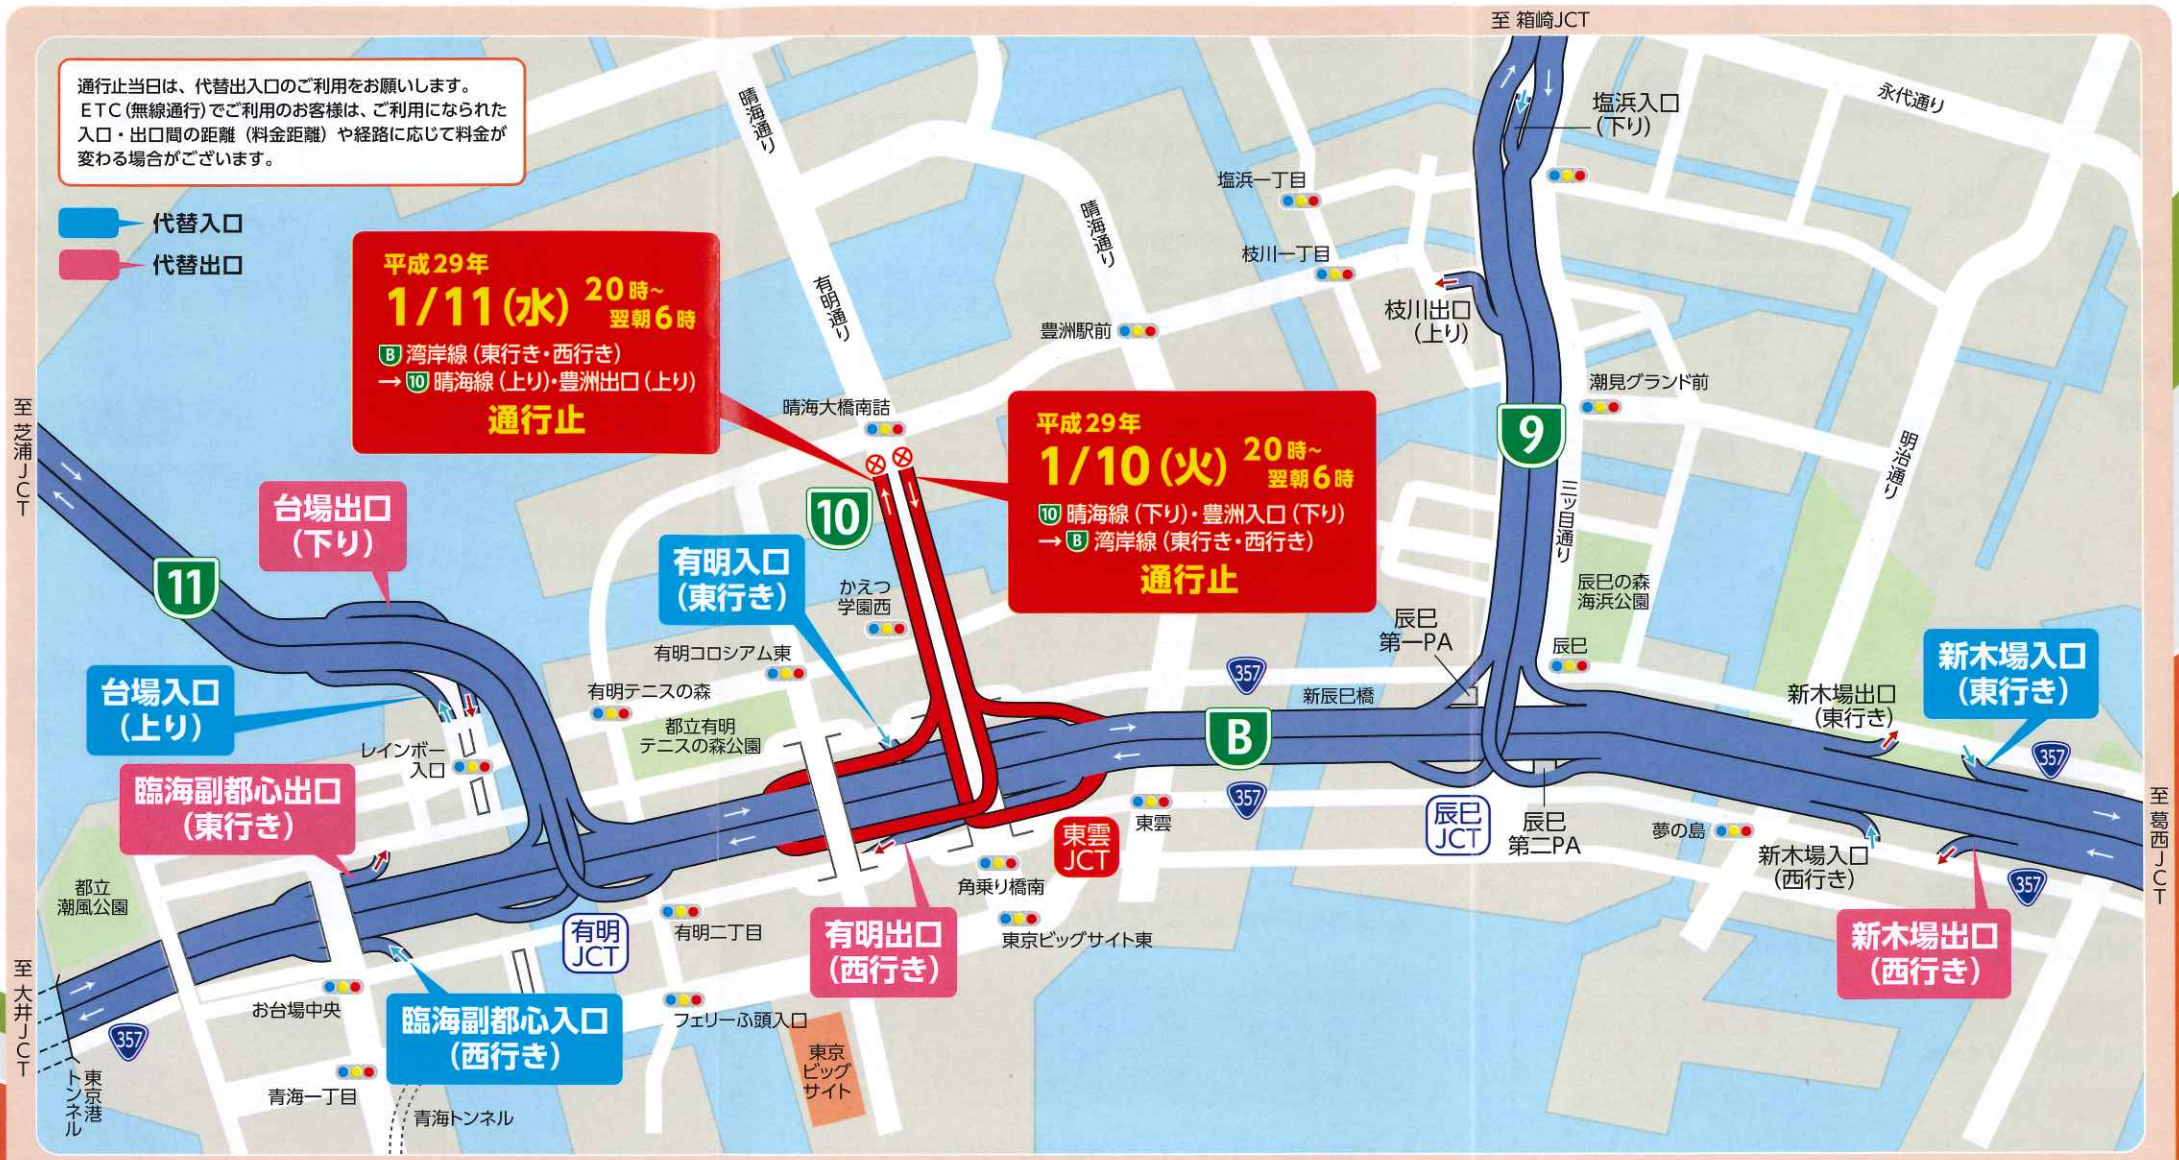 至 箱崎JCT
通行止当日は、代替出入口のご利用をお願いします。
ETC(無線通行)でご利用のお客様は、ご利用になられた
入口・出口間の距離（料金距離）や経路に応じて料金が
変わる場合がございます。
代替入口
代替出口
晴海通り
塩浜入口
(下り)
永代通り
塩浜一丁目
晴海通り
枝川一丁目
枝川出口
(上り)
有明通り
豊洲駅前
平成29年
1/11(水) 20時~
翌朝6時
B 湾岸線(東行き・西行き)
→ 10 晴海線(上り)・豊洲出口(上り)
通行止
晴海大橋南詰
平成29年
1/10(火) 20時~
翌朝6時
10 晴海線(下り)・豊洲入口(下り)
→ B 湾岸線(東行き・西行き)
通行止
潮見グランド前
9
明治通り
三ッ目通り
至 芝浦JCT
台場出口
(下り)
10
11
有明入口
(東行き)
かえつ
学園西
辰巳の森
海浜公園
辰巳
第一PA
辰巳
有明コロシアム東
有明テニスの森
都立有明
テニスの森公園
357
新辰巳橋
新木場出口
(東行き)
新木場入口
(東行き)
台場入口
(上り)
レインボー
入口
B
357
臨海副都心出口
(東行き)
357
東雲
東雲
JCT
辰巳
JCT
辰巳
第二PA
夢の島
新木場入口
(西行き)
至 葛西JCT
357
都立
潮風公園
角乗り橋南
有明
JCT
有明二丁目
有明出口
(西行き)
東京ビッグサイト東
新木場出口
(西行き)
至 大井JCT
お台場中央
臨海副都心入口
(西行き)
フェリーふ頭入口
357
東京
ビッグ
サイト
東京港
トンネル
青海一丁目
青海トンネル